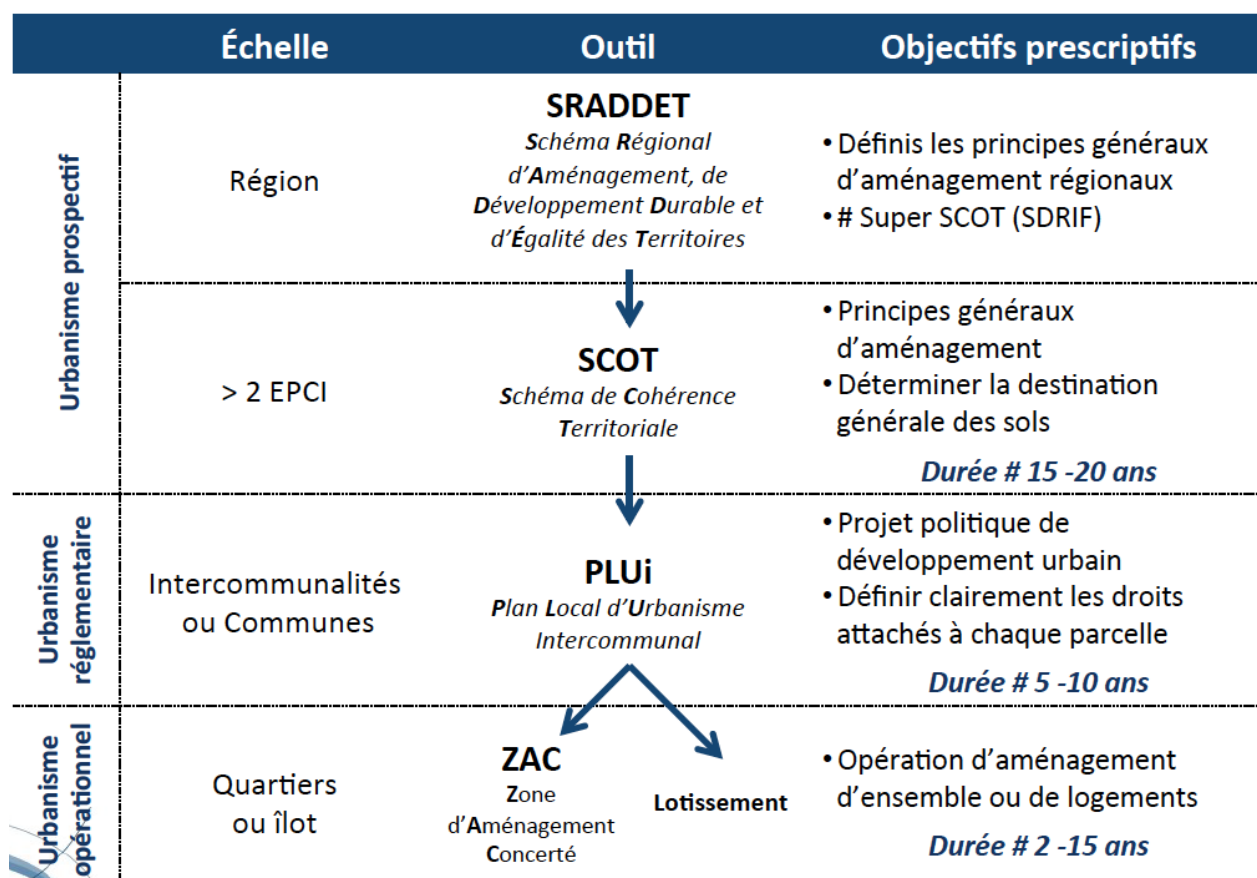 Échelle
Outil
Objectifs prescriptifs
Urbanisme prospectif
Région
SRADDET
Schéma Régional
d’Aménagement, de
Développement Durable et
d’Égalité des Territoires
• Définis les principes généraux
d’aménagement régionaux
• # Super SCOT (SDRIF)
> 2 EPCI
SCOT
Schéma de Cohérence
Territoriale
• Principes généraux
d’aménagement
• Déterminer la destination
générale des sols
Durée # 15 -20 ans
Urbanisme
réglementaire
Intercommunalités
ou Communes
PLUi
Plan Local d’Urbanisme
Intercommunal
• Projet politique de
développement urbain
• Définir clairement les droits
attachés à chaque parcelle
Durée # 5 -10 ans
Urbanisme
opérationnel
Quartiers
ou îlot
ZAC
Zone
d’Aménagement
Concerté
Lotissement
• Opération d’aménagement
d’ensemble ou de logements
Durée # 2 -15 ans